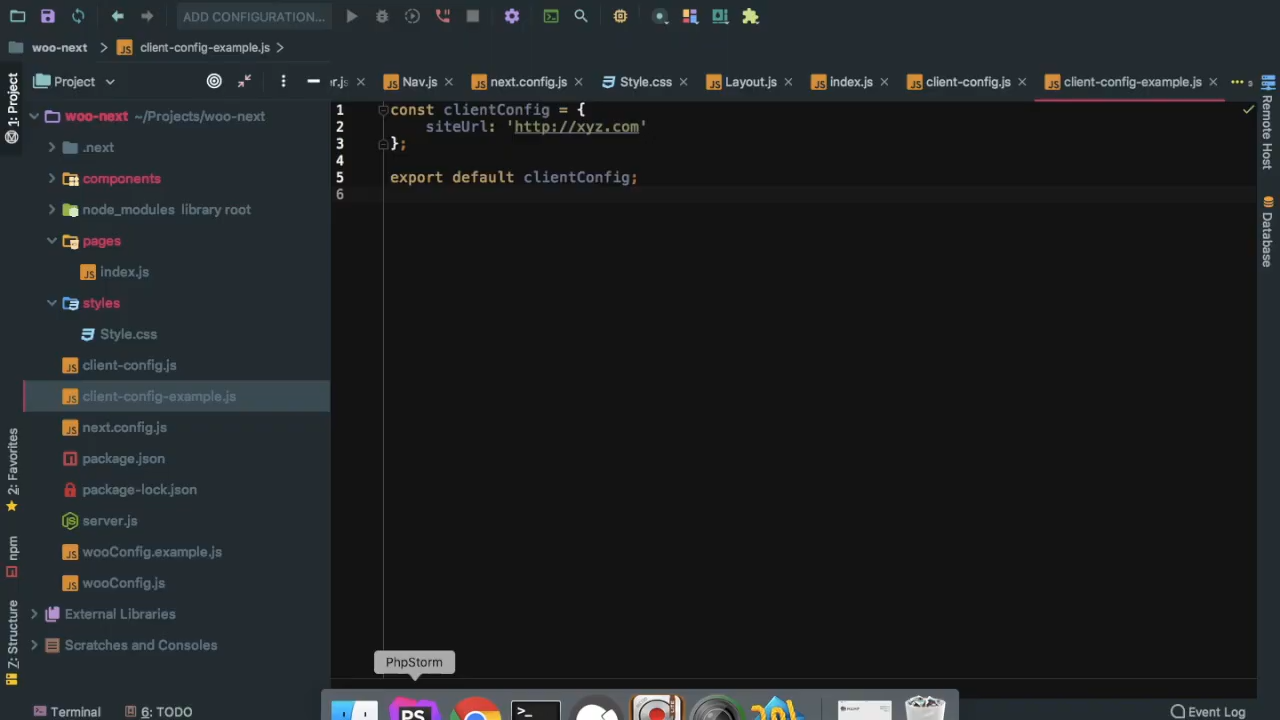 ADD CONFIGURATION...
woo-next
client-config-example.js
Project
r.js
Nav.js
next.config.js
Style.css
Layout.js
index.js
client-config.js
client-config-example.js
s
1: Project
woo-next ~/Projects/woo-next
.next
components
node_modules library root
pages
index.js
styles
Style.css
client-config.js
client-config-example.js
next.config.js
package.json
package-lock.json
server.js
wooConfig.example.js
wooConfig.js
External Libraries
Scratches and Consoles
1 const clientConfig = {
2 siteUrl: 'http://xyz.com'
3 };
4
5 export default clientConfig;
6
Remote Host
Database
2: Favorites
npm
Z: Structure
PhpStorm
PS
>_
Terminal
6: TODO
Event Log